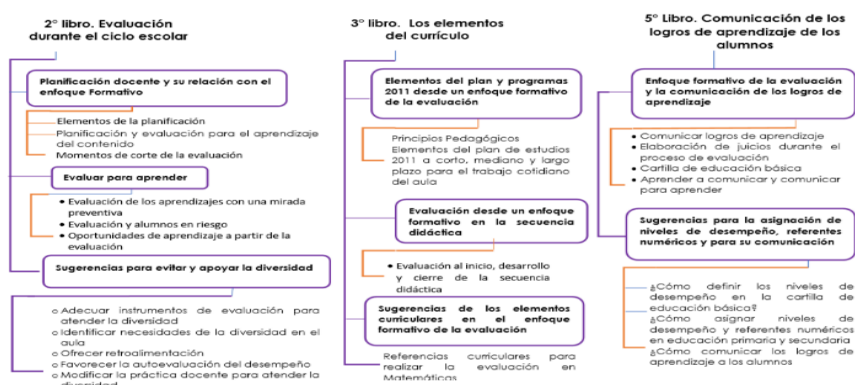 2° libro. Evaluación
durante el ciclo escolar
Planificación docente y su relación con el
enfoque Formativo
Elementos de la planificación
Planificación y evaluación para el aprendizaje
del contenido
Momentos de corte de la evaluación
Evaluar para aprender
• Evaluación de los aprendizajes con una mirada
preventiva
• Evaluación y alumnos en riesgo
• Oportunidades de aprendizaje a partir de la
evaluación
Sugerencias para evitar y apoyar la diversidad
o Adecuar instrumentos de evaluación para
atender la diversidad
o Identificar necesidades de la diversidad en el
aula
o Ofrecer retroalimentación
o Favorecer la autoevaluación del desempeño
o Modificar la práctica docente para atender la
diversidad
3° libro. Los elementos
del currículo
Elementos del plan y programas
2011 desde un enfoque formativo
de la evaluación
Principios Pedagógicos
Elementos del plan de estudios
2011 a corto, mediano y largo
plazo para el trabajo cotidiano
del aula
Evaluación desde un enfoque
formativo en la secuencia
didáctica
• Evaluación al inicio, desarrollo
y cierre de la secuencia
didáctica
Sugerencias de los elementos
curriculares en el enfoque
formativo de la evaluación
Referencias curriculares para
realizar la evaluación en
Matemáticas
5° Libro. Comunicación de los
logros de aprendizaje de los
alumnos
Enfoque formativo de la evaluación
y la comunicación de los logros de
aprendizaje
• Comunicar logros de aprendizaje
• Elaboración de juicios durante el
proceso de evaluación
• Cartilla de educación básica
• Aprender a comunicar y comunicar
para aprender
Sugerencias para la asignación de
niveles de desempeño, referentes
numéricos y para su comunicación
¿Cómo definir los niveles de
desempeño en la cartilla de
educación básica?
¿Cómo asignar niveles de
desempeño y referentes numéricos
en educación primaria y secundaria
¿Cómo comunicar los logros de
aprendizaje a los alumnos